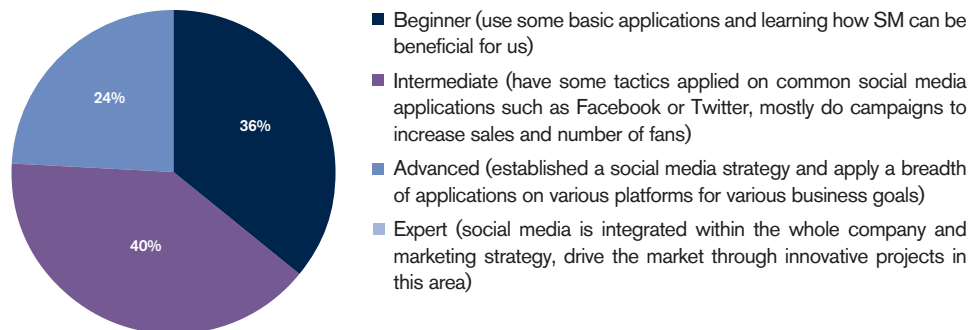 24%
36%
40%
Beginner (use some basic applications and learning how SM can be
beneficial for us)
Intermediate (have some tactics applied on common social media
applications such as Facebook or Twitter, mostly do campaigns to
increase sales and number of fans)
Advanced (established a social media strategy and apply a breadth
of applications on various platforms for various business goals)
Expert (social media is integrated within the whole company and
marketing strategy, drive the market through innovative projects in
this area)